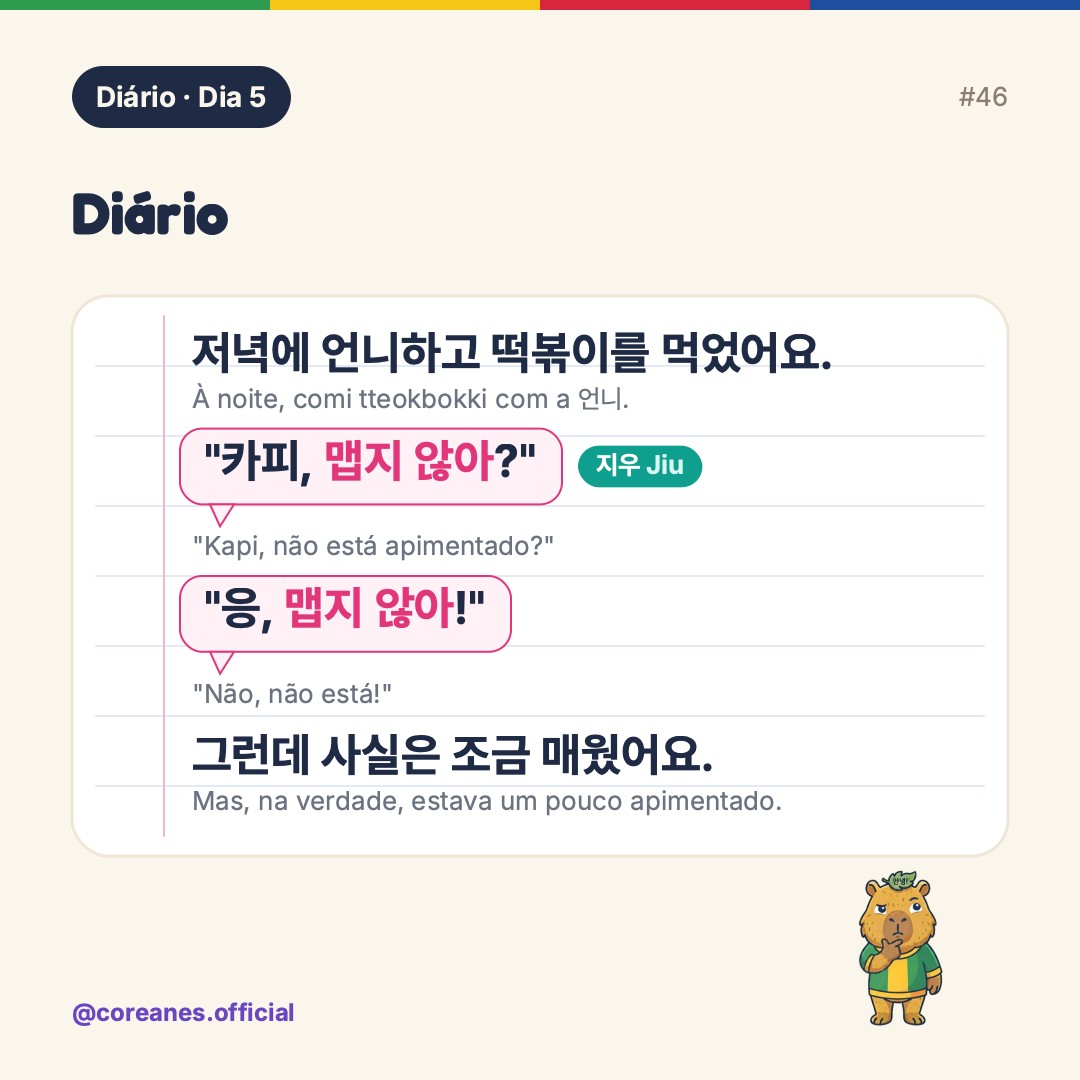 Diário · Dia 5
#46
Diário
저녁에 언니하고 떡볶이를 먹었어요.
À noite, comi tteokbokki com a 언니.
"카피, 맵지 않아?"
지우 Jiu
"Kapi, não está apimentado?"
"응, 맵지 않아!"
"Não, não está!"
그런데 사실은 조금 매웠어요.
Mas, na verdade, estava um pouco apimentado.
안녕!
@coreanes.official